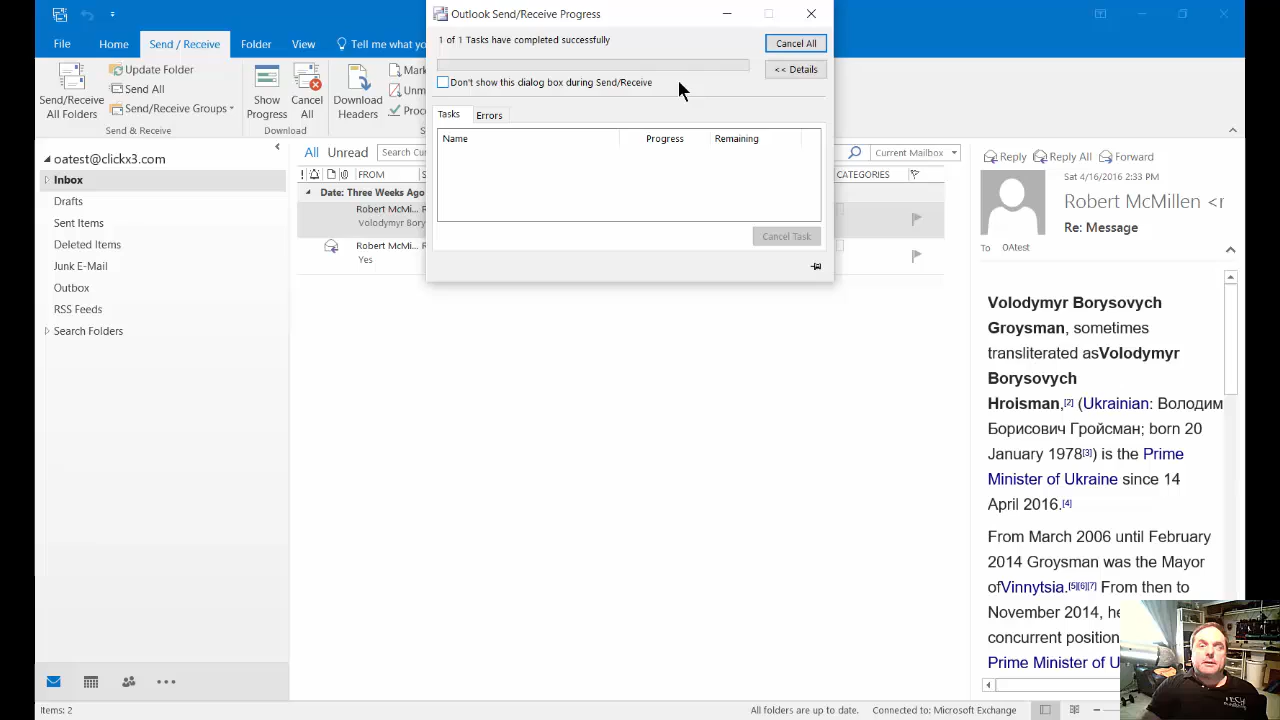 Outlook Send/Receive Progress
File
Home
Send / Receive
Folder
View
Tell me what yo
1 of 1 Tasks have completed successfully
Cancel All
<< Details
Don't show this dialog box during Send/Receive
Tasks
Errors
Name
Progress
Remaining
Cancel Task
Send/Receive
All Folders
Update Folder
Send All
Send/Receive Groups
Send & Receive
Show
Progress
Cancel
All
Download
Download
Headers
Mark
Unm
Proc
S
oatest@clickx3.com
Inbox
Drafts
Sent Items
Deleted Items
Junk E-Mail
Outbox
RSS Feeds
Search Folders
All
Unread
Search Cu
Current Mailbox
FROM
S
CATEGORIES
Date: Three Weeks Ago
Robert McMi... R
Volodymyr Bory
Robert McMi... R
Yes
Reply
Reply All
Forward
Sat 4/16/2016 2:33 PM
Robert McMillen <r
Re: Message
To OAtest
Volodymyr Borysovych
Groysman, sometimes
transliterated asVolodymyr
Borysovych
Hroisman,[2] (Ukrainian: Володим
Борисович Гройсман; born 20
January 1978[3]) is the Prime
Minister of Ukraine since 14
April 2016.[4]
From March 2006 until February
2014 Groysman was the Mayor
ofVinnytsia.[5][6][7] From then to
November 2014, he
concurrent position
Prime Minister of U
Items: 2
All folders are up to date.
Connected to: Microsoft Exchange